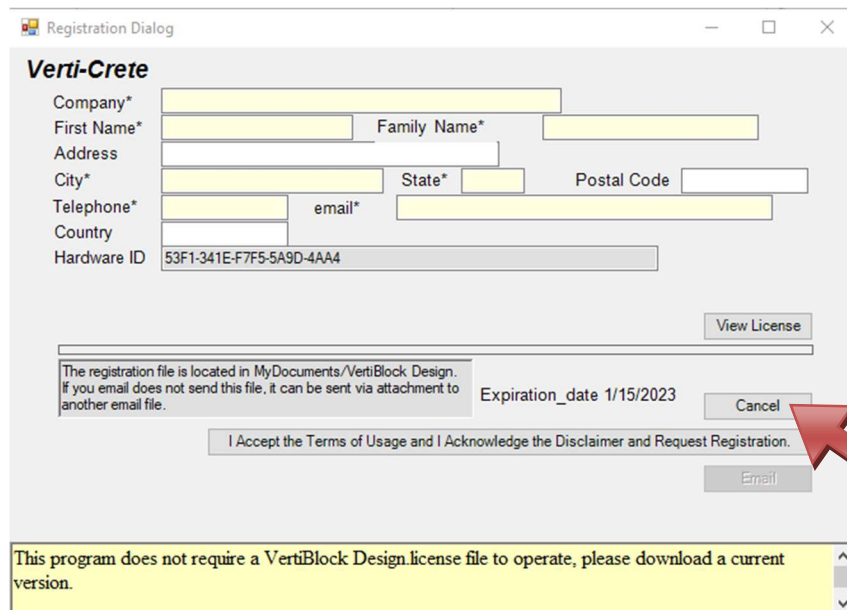 Registration Dialog
Verti-Crete
Company*
First Name* Family Name*
Address
City* State* Postal Code
Telephone* email*
Country
Hardware ID 53F1-341E-F7F5-5A9D-4AA4
View License
The registration file is located in MyDocuments/VertiBlock Design.
If you email does not send this file, it can be sent via attachment to
another email file.
Expiration_date 1/15/2023
Cancel
I Accept the Terms of Usage and I Acknowledge the Disclaimer and Request Registration.
Email
This program does not require a VertiBlock Design.license file to operate, please download a current
version.